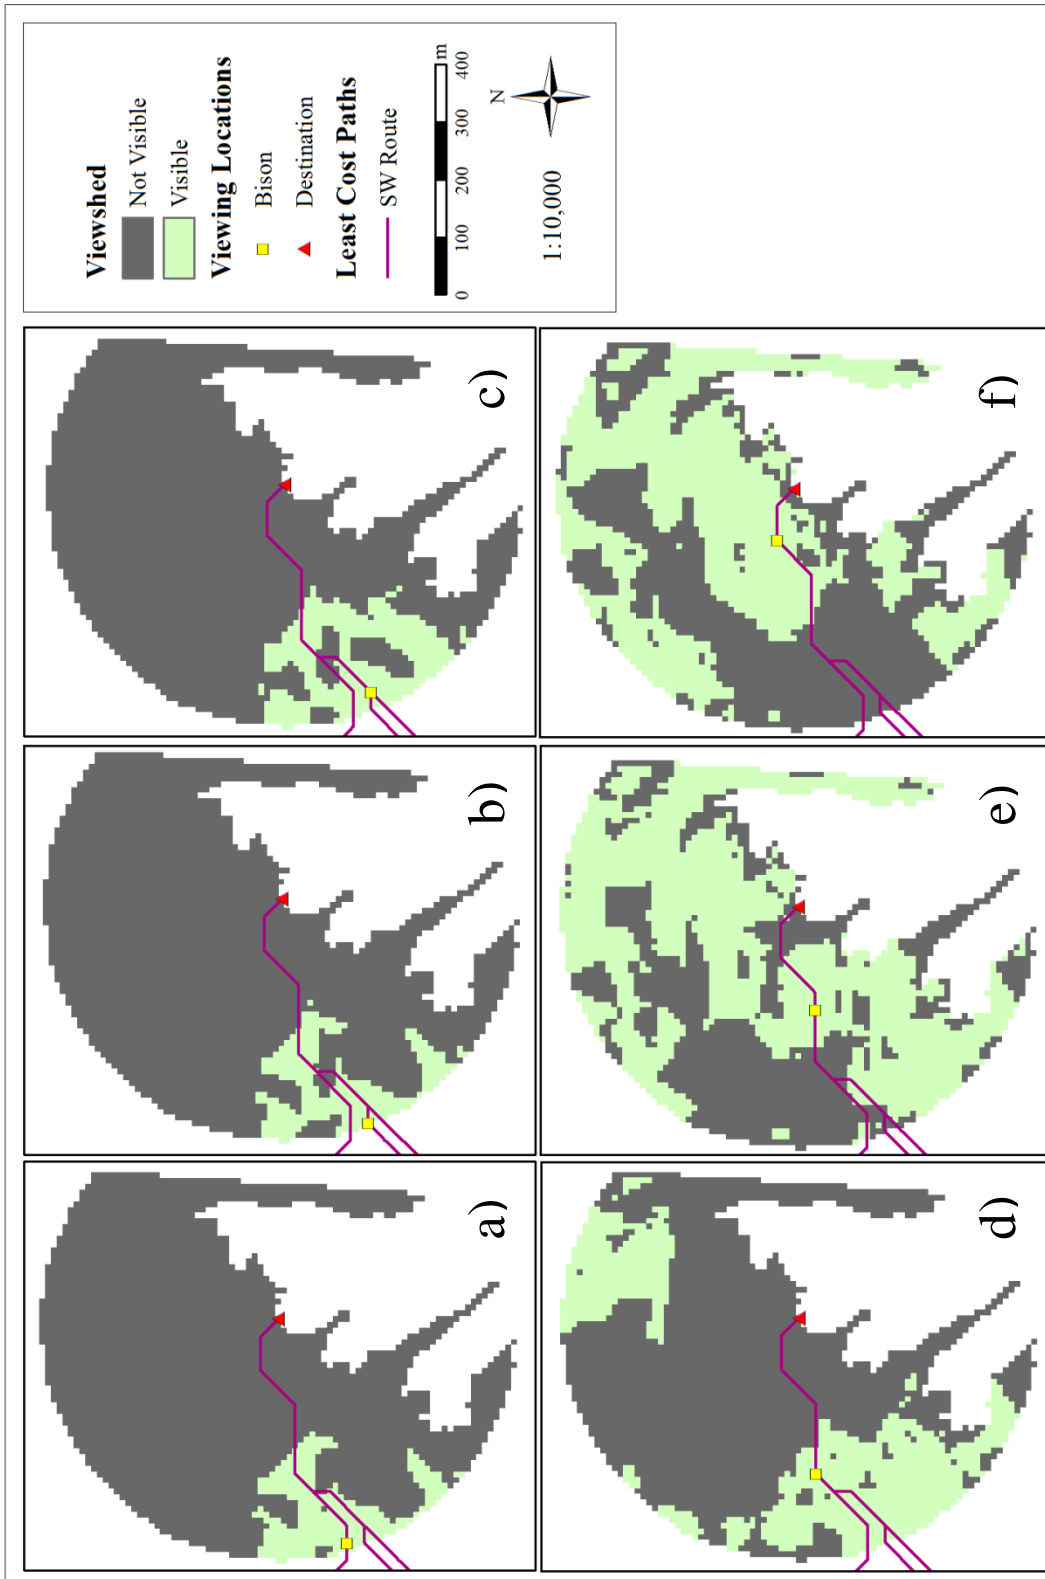 a)
b)
c)
d)
e)
f)
Viewshed
Not Visible
Visible
Viewing Locations
Bison
Destination
Least Cost Paths
SW Route
0 100 200 300 400
m
1:10,000
N